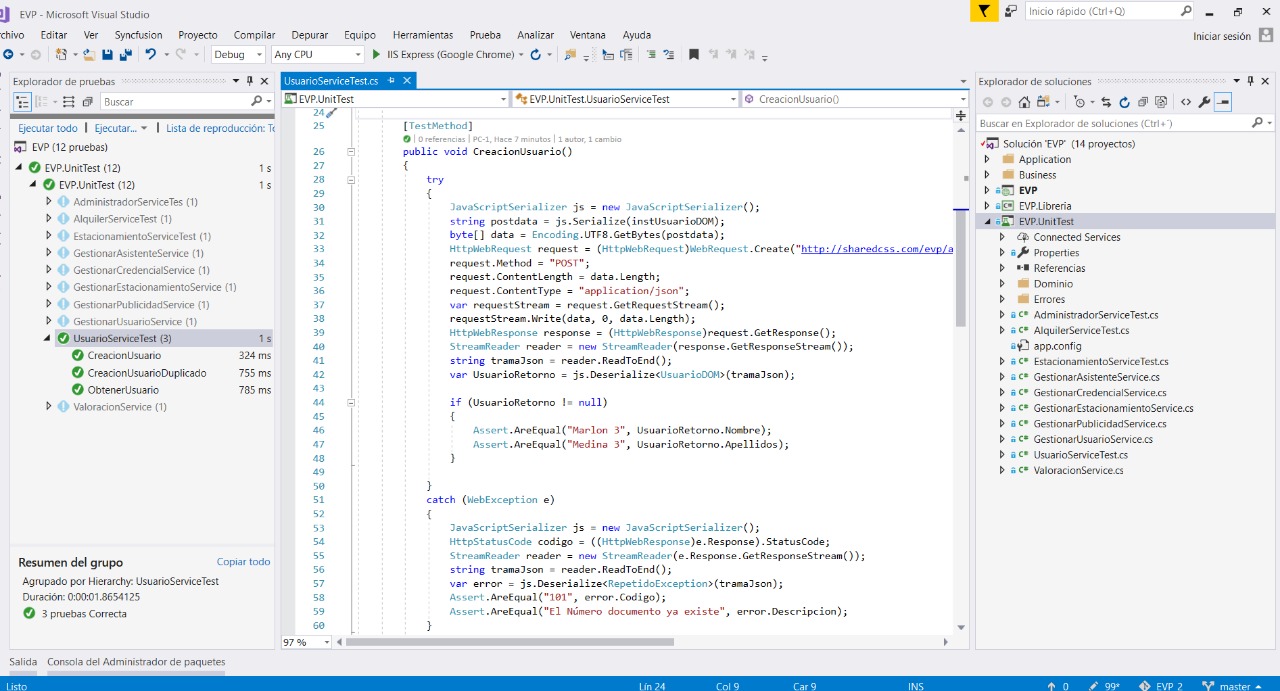 EVP - Microsoft Visual Studio
Inicio rápido (Ctrl+Q)
rchivo Editar Ver Syncfusion Proyecto Compilar Depurar Equipo Herramientas Prueba Analizar Ventana Ayuda
Iniciar sesión
Debug Any CPU IIS Express (Google Chrome)
Explorador de pruebas
Buscar
Ejecutar todo | Ejecutar... | Lista de reproducción: To
EVP (12 pruebas)
EVP.UnitTest (12) 1 s
EVP.UnitTest (12) 1 s
AdministradorServiceTes (1)
AlquilerServiceTest (1)
EstacionamientoServiceTest (1)
GestionarAsistenteService (1)
GestionarCredencialService (1)
GestionarEstacionamientoService (1)
GestionarPublicidadService (1)
GestionarUsuarioService (1)
UsuarioServiceTest (3) 1 s
CreacionUsuario 324 ms
CreacionUsuarioDuplicado 755 ms
ObtenerUsuario 785 ms
ValoracionService (1)
Resumen del grupo Copiar todo
Agrupado por Hierarchy: UsuarioServiceTest
Duración: 0:00:01.8654125
3 pruebas Correcta
UsuarioServiceTest.cs
EVP.UnitTest EVP.UnitTest.UsuarioServiceTest CreacionUsuario()
24
25 [TestMethod]
0 referencias | PC-1, Hace 7 minutos | 1 autor, 1 cambio
26 public void CreacionUsuario()
27 {
28 try
29 {
30 JavaScriptSerializer js = new JavaScriptSerializer();
31 string postdata = js.Serialize(instUsuarioDOM);
32 byte[] data = Encoding.UTF8.GetBytes(postdata);
33 HttpWebRequest request = (HttpWebRequest)WebRequest.Create("http://sharedcss.com/evp/a
34 request.Method = "POST";
35 request.ContentLength = data.Length;
36 request.ContentType = "application/json";
37 var requestStream = request.GetRequestStream();
38 requestStream.Write(data, 0, data.Length);
39 HttpWebResponse response = (HttpWebResponse)request.GetResponse();
40 StreamReader reader = new StreamReader(response.GetResponseStream());
41 string tramaJson = reader.ReadToEnd();
42 var UsuarioRetorno = js.Deserialize<UsuarioDOM>(tramaJson);
43
44 if (UsuarioRetorno != null)
45 {
46 Assert.AreEqual("Marlon 3", UsuarioRetorno.Nombre);
47 Assert.AreEqual("Medina 3", UsuarioRetorno.Apellidos);
48 }
49
50 }
51 catch (WebException e)
52 {
53 JavaScriptSerializer js = new JavaScriptSerializer();
54 HttpStatusCode codigo = ((HttpWebResponse)e.Response).StatusCode;
55 StreamReader reader = new StreamReader(e.Response.GetResponseStream());
56 string tramaJson = reader.ReadToEnd();
57 var error = js.Deserialize<RepetidoException>(tramaJson);
58 Assert.AreEqual("101", error.Codigo);
59 Assert.AreEqual("El Número documento ya existe", error.Descripcion);
60 }
97 %
Explorador de soluciones
Buscar en Explorador de soluciones (Ctrl+´)
Solución 'EVP' (14 proyectos)
Application
Business
EVP
EVP.Libreria
EVP.UnitTest
Connected Services
Properties
Referencias
Dominio
Errores
AdministradorServiceTest.cs
AlquilerServiceTest.cs
app.config
EstacionamientoServiceTest.cs
GestionarAsistenteService.cs
GestionarCredencialService.cs
GestionarEstacionamientoService.cs
GestionarPublicidadService.cs
GestionarUsuarioService.cs
UsuarioServiceTest.cs
ValoracionService.cs
Salida Consola del Administrador de paquetes
Listo Lín 24 Col 9 Car 9 INS 0 99* EVP 2 master